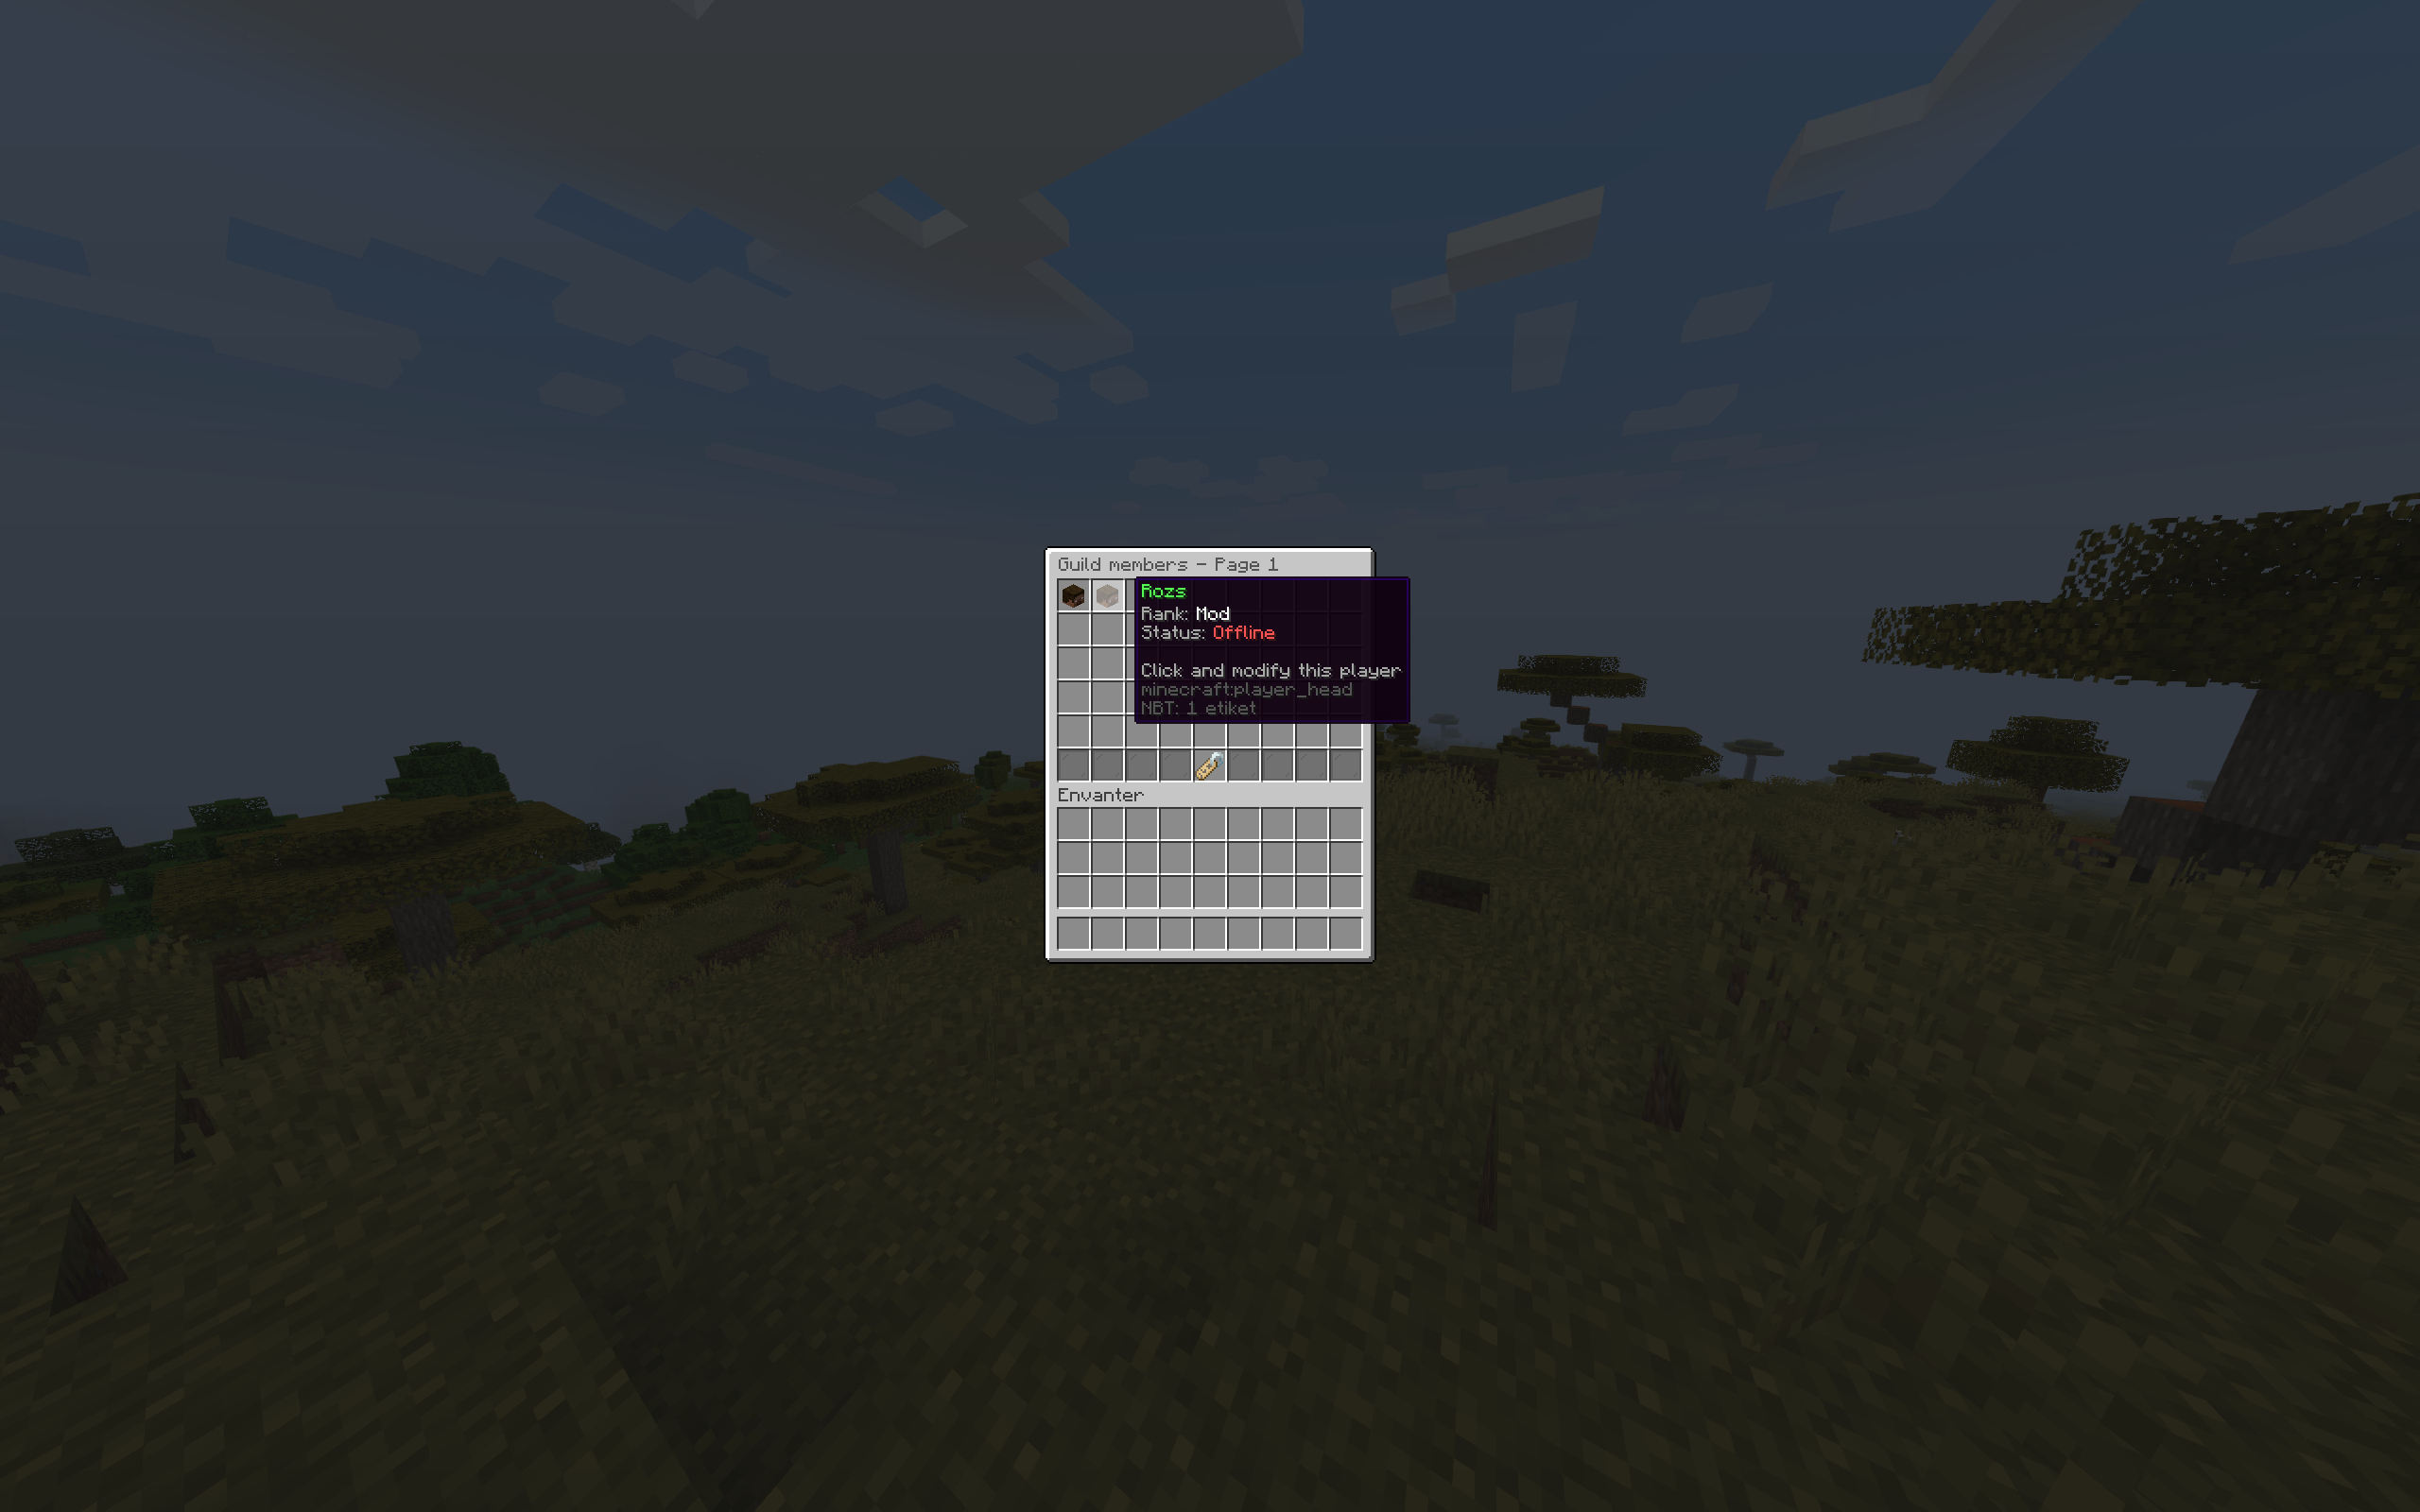 Guild members - Page 1
Rozs
Rank: Mod
Status: Offline
Click and modify this player
minecraft:player_head
NBT: 1 etiket
Envanter